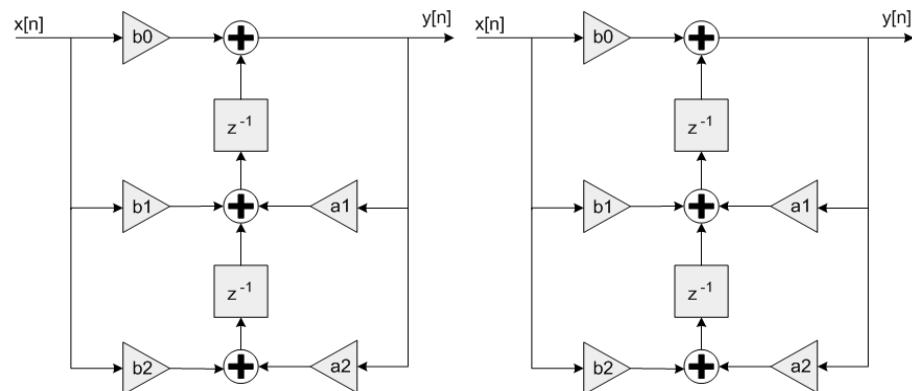 x[n] y[n] x[n] y[n]
b0 b0
z⁻¹ z⁻¹
b1 a1 b1 a1
z⁻¹ z⁻¹
b2 a2 b2 a2